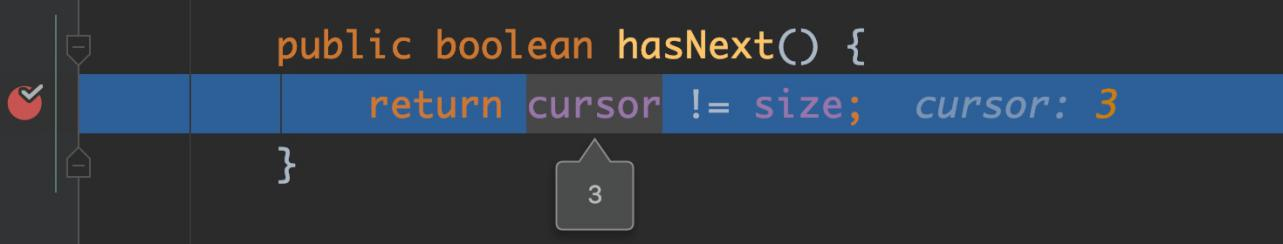 public boolean hasNext() {
return cursor != size; cursor: 3
}
3